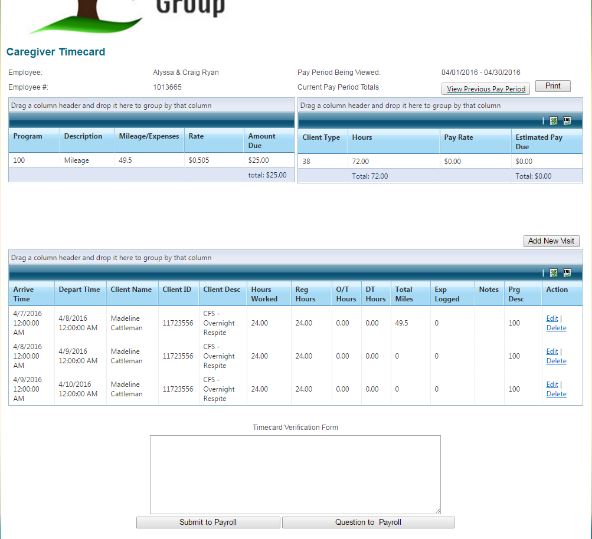 Group
Caregiver Timecard
Employee: Alyssa & Craig Ryan Pay Period Being Viewed: 04/01/2016 - 04/30/2016
Employee #: 1013665 Current Pay Period Totals View Previous Pay Period Print
Drag a column header and drop it here to group by that column
Program Description Mileage/Expenses Rate Amount Due
100 Mileage 49.5 $0.505 $25.00
total: $25.00
Drag a column header and drop it here to group by that column
Client Type Hours Pay Rate Estimated Pay Due
38 72.00 $0.00 $0.00
Total: 72.00 Total: $0.00
Add New Visit
Drag a column header and drop it here to group by that column
Arrive Time Depart Time Client Name Client ID Client Desc Hours Worked Reg Hours O/T Hours DT Hours Total Miles Exp Logged Notes Prg Desc Action
4/7/2016 12:00:00 AM 4/8/2016 12:00:00 AM Madeline Cattleman 11723556 CFS - Overnight Respite 24.00 24.00 0.00 0.00 49.5 0 100 Edit | Delete
4/8/2016 12:00:00 AM 4/9/2016 12:00:00 AM Madeline Cattleman 11723556 CFS - Overnight Respite 24.00 24.00 0.00 0.00 0 0 100 Edit | Delete
4/9/2016 12:00:00 AM 4/10/2016 12:00:00 AM Madeline Cattleman 11723556 CFS - Overnight Respite 24.00 24.00 0.00 0.00 0 0 100 Edit | Delete
Timecard Verification Form
Submit to Payroll Question to Payroll